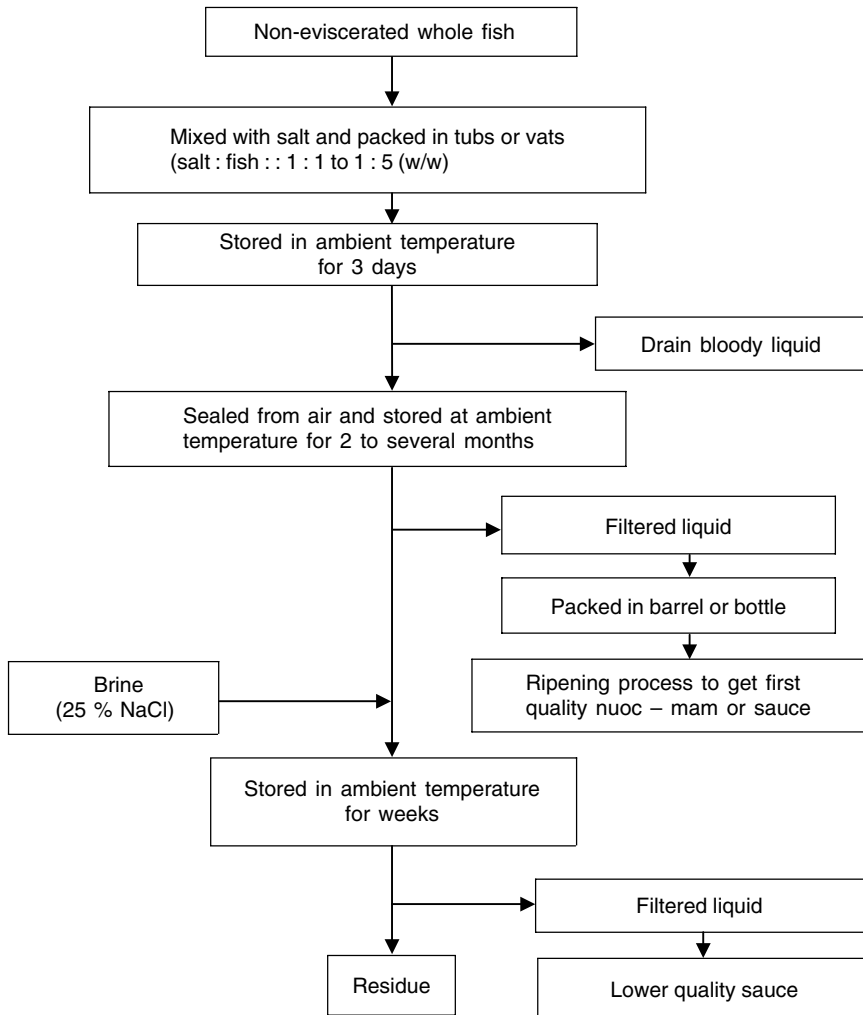 Non-eviscerated whole fish
Mixed with salt and packed in tubs or vats
(salt : fish : : 1 : 1 to 1 : 5 (w/w)
Stored in ambient temperature
for 3 days
Drain bloody liquid
Sealed from air and stored at ambient
temperature for 2 to several months
Filtered liquid
Packed in barrel or bottle
Ripening process to get first
quality nuoc – mam or sauce
Brine
(25 % NaCl)
Stored in ambient temperature
for weeks
Filtered liquid
Residue
Lower quality sauce